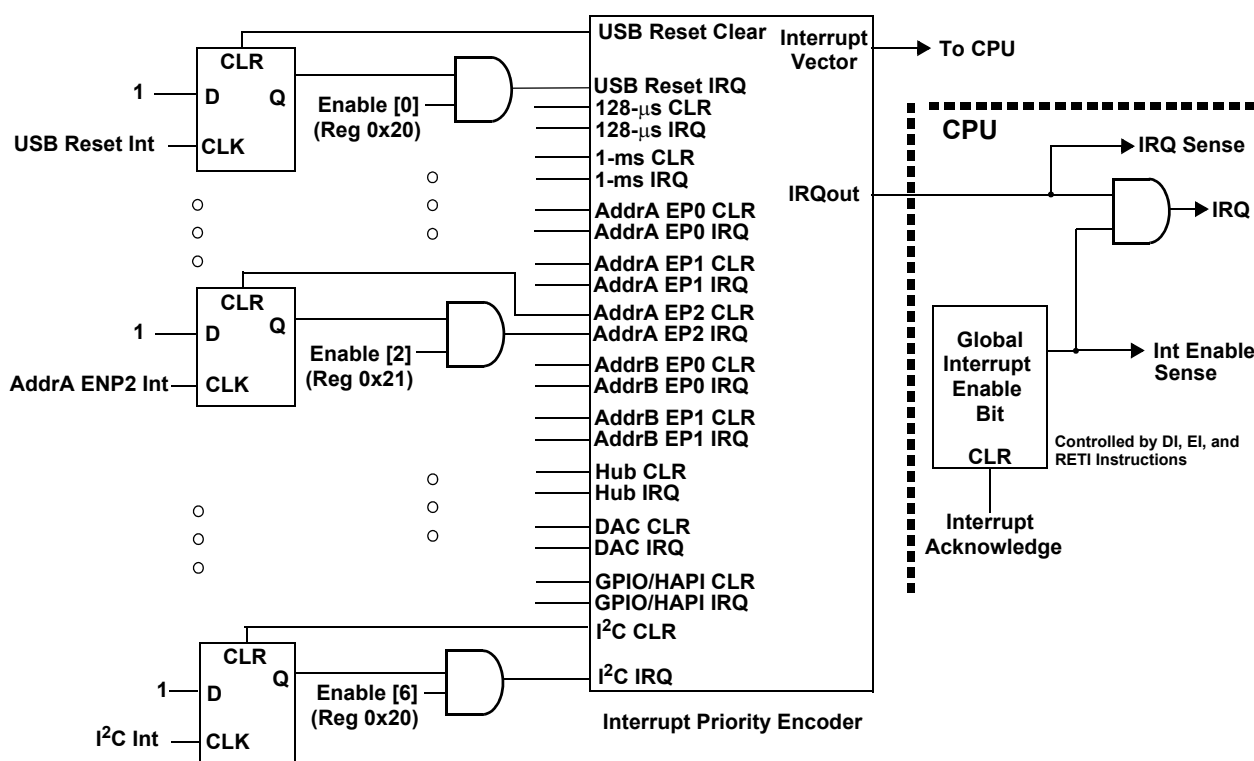 CLR
D
Q
CLK
1
USB Reset Int
Enable [0]
(Reg 0x20)
CLR
D
Q
CLK
1
AddrA ENP2 Int
Enable [2]
(Reg 0x21)
CLR
D
Q
CLK
1
I²C Int
Enable [6]
(Reg 0x20)
USB Reset Clear
USB Reset IRQ
128-μs CLR
128-μs IRQ
1-ms CLR
1-ms IRQ
AddrA EP0 CLR
AddrA EP0 IRQ
AddrA EP1 CLR
AddrA EP1 IRQ
AddrA EP2 CLR
AddrA EP2 IRQ
AddrB EP0 CLR
AddrB EP0 IRQ
AddrB EP1 CLR
AddrB EP1 IRQ
Hub CLR
Hub IRQ
DAC CLR
DAC IRQ
GPIO/HAPI CLR
GPIO/HAPI IRQ
I²C CLR
I²C IRQ
Interrupt
Vector
IRQout
Interrupt Priority Encoder
To CPU
CPU
IRQ Sense
IRQ
Global
Interrupt
Enable
Bit
CLR
Int Enable
Sense
Controlled by DI, EI, and
RETI Instructions
Interrupt
Acknowledge